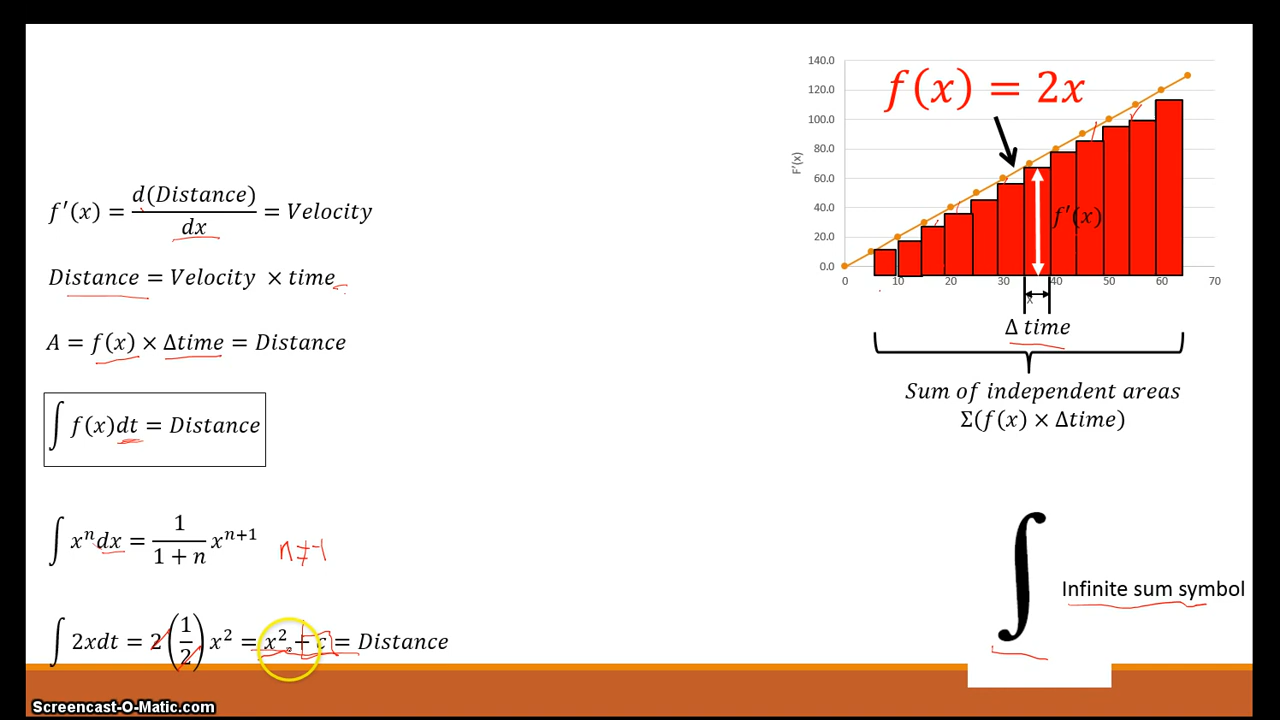 f′(x) = d(Distance)/dx = Velocity
Distance = Velocity × time
A = f(x) × Δtime = Distance
∫ f(x)dt = Distance
∫ xⁿdx = 1/(1 + n) xⁿ⁺¹ n ≠ -1
∫ 2xdt = 2(1/2)x² = x² + c = Distance
f(x) = 2x
140.0
120.0
100.0
80.0
60.0
40.0
20.0
0.0
F'(x)
f′(x)
0 10 20 30 40 50 60 70
x
Δ time
Sum of independent areas
Σ(f(x) × Δtime)
∫
Infinite sum symbol
Screencast-O-Matic.com